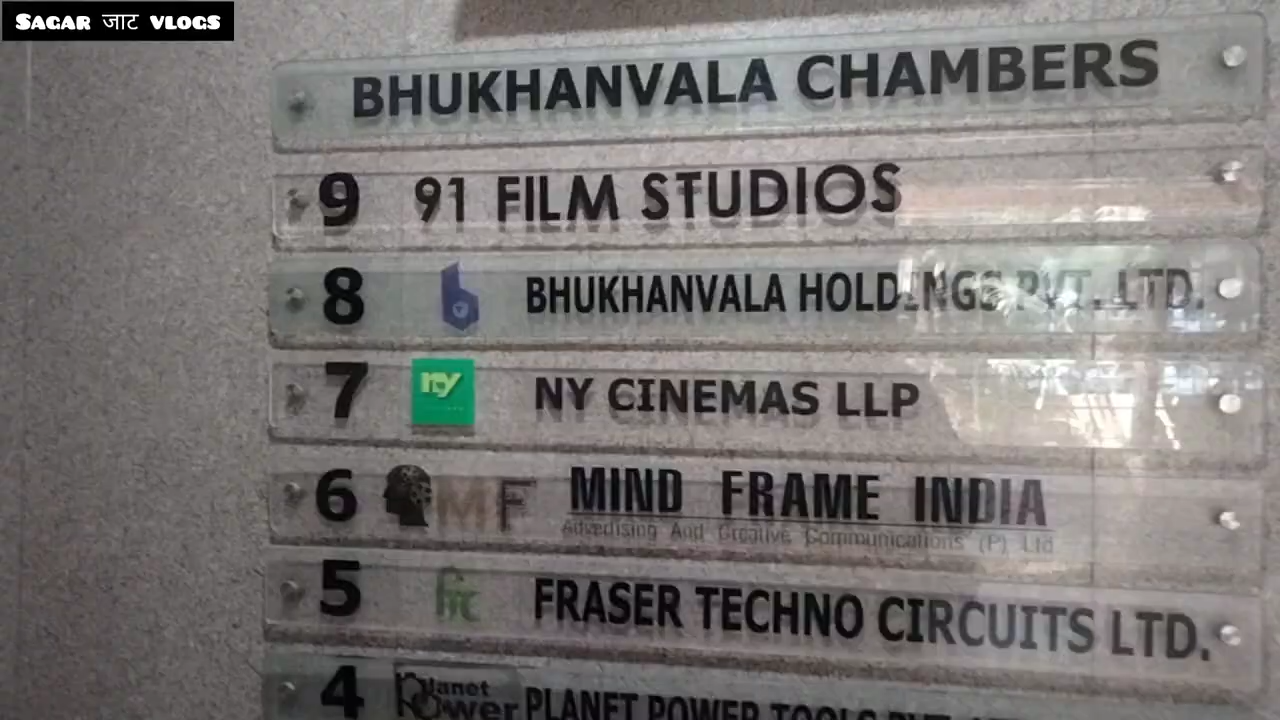 SAGAR जाट VLOGS
BHUKHANVALA CHAMBERS
9 91 FILM STUDIOS
8 b BHUKHANVALA HOLDINGS PVT. LTD.
7 ny NY CINEMAS LLP
6 MF MIND FRAME INDIA
Advertising And Creative Communications (P) Ltd
5 ftc FRASER TECHNO CIRCUITS LTD.
4 Planet Power PLANET POWER TOOLS PVT. LTD.